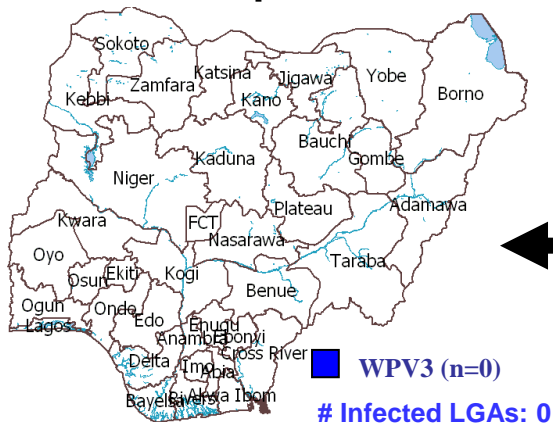 Sokoto
Katsina
Jigawa
Yobe
Zamfara
Kebbi
Kano
Borno
Bauchi
Gombe
Kaduna
Niger
Plateau
Adamawa
FCT
Kwara
Nasarawa
Oyo
Taraba
Kogi
Ekiti
Osun
Benue
Ogun
Ondo
Edo
Enugu
Lagos
Anambra
Ebonyi
Cross River
Delta
Imo
Abia
WPV3 (n=0)
Bayelsa
Rivers
Akwa Ibom
# Infected LGAs: 0